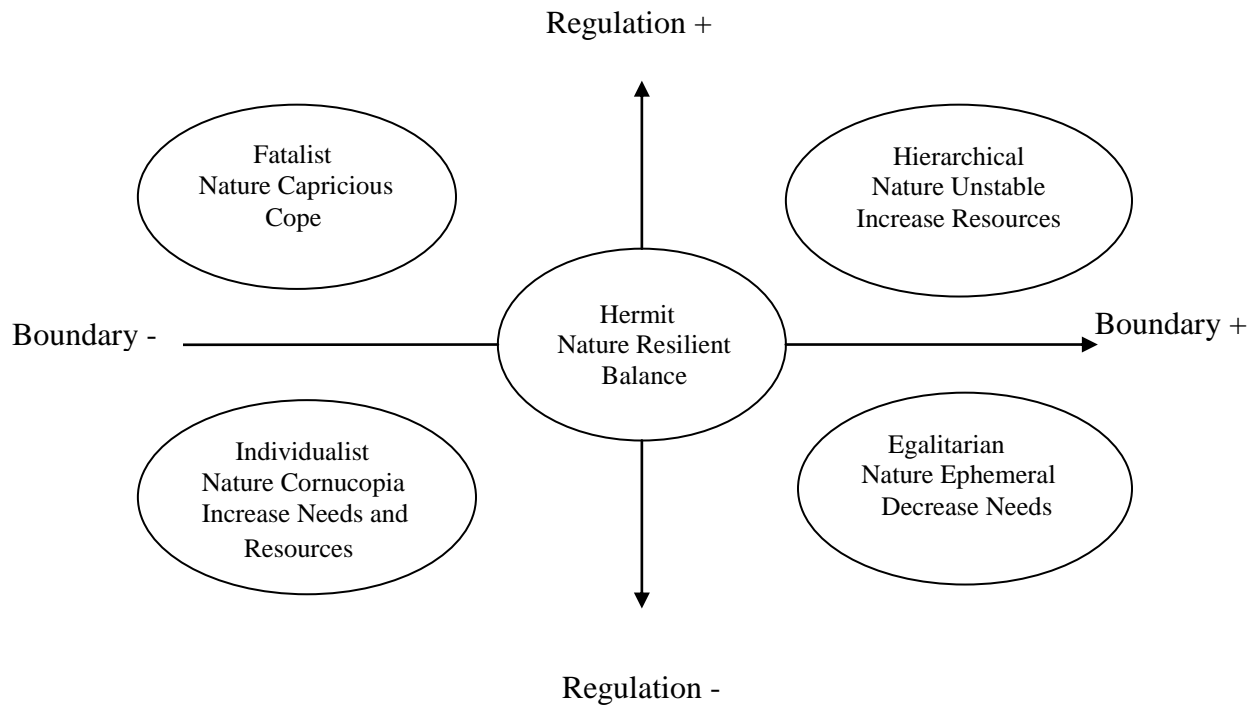 Regulation +
Fatalist
Nature Capricious
Cope
Hierarchical
Nature Unstable
Increase Resources
Boundary -
Hermit
Nature Resilient
Balance
Boundary +
Individualist
Nature Cornucopia
Increase Needs and
Resources
Egalitarian
Nature Ephemeral
Decrease Needs
Regulation -